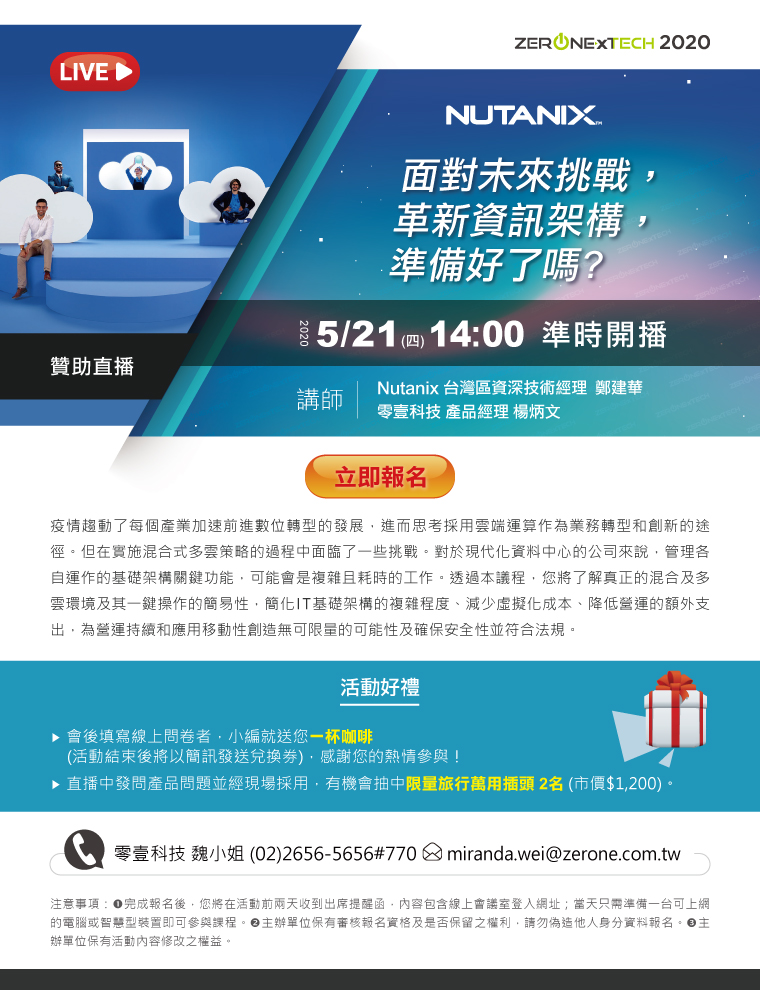 ZERONExTECH 2020
LIVE
NUTANIX™
面對未來挑戰，
革新資訊架構，
準備好了嗎?
2020 5/21(四) 14:00 準時開播
贊助直播
講師
Nutanix 台灣區資深技術經理 鄭建華
零壹科技 產品經理 楊炳文
立即報名
疫情趨動了每個產業加速前進數位轉型的發展，進而思考採用雲端運算作為業務轉型和創新的途
徑。但在實施混合式多雲策略的過程中面臨了一些挑戰。對於現代化資料中心的公司來說，管理各
自運作的基礎架構關鍵功能，可能會是複雜且耗時的工作。透過本議程，您將了解真正的混合及多
雲環境及其一鍵操作的簡易性，簡化IT基礎架構的複雜程度、減少虛擬化成本、降低營運的額外支
出，為營運持續和應用移動性創造無可限量的可能性及確保安全性並符合法規。
活動好禮
▶ 會後填寫線上問卷者，小編就送您一杯咖啡
(活動結束後將以簡訊發送兌換券)，感謝您的熱情參與！
▶ 直播中發問產品問題並經現場採用，有機會抽中限量旅行萬用插頭 2名 (市價$1,200)。
零壹科技 魏小姐 (02)2656-5656#770 miranda.wei@zerone.com.tw
注意事項：❶完成報名後，您將在活動前兩天收到出席提醒函，內容包含線上會議室登入網址；當天只需準備一台可上網
的電腦或智慧型裝置即可參與課程。❷主辦單位保有審核報名資格及是否保留之權利，請勿偽造他人身分資料報名。❸主
辦單位保有活動內容修改之權益。